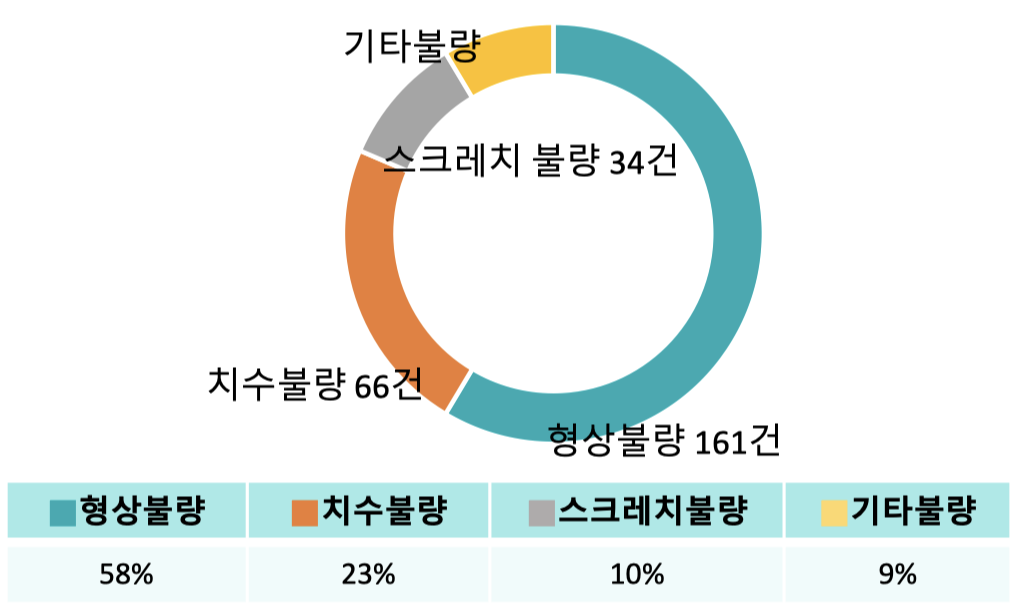 기타불량
스크레치 불량 34건
치수불량 66건
형상불량 161건
형상불량 치수불량 스크레치불량 기타불량
58% 23% 10% 9%